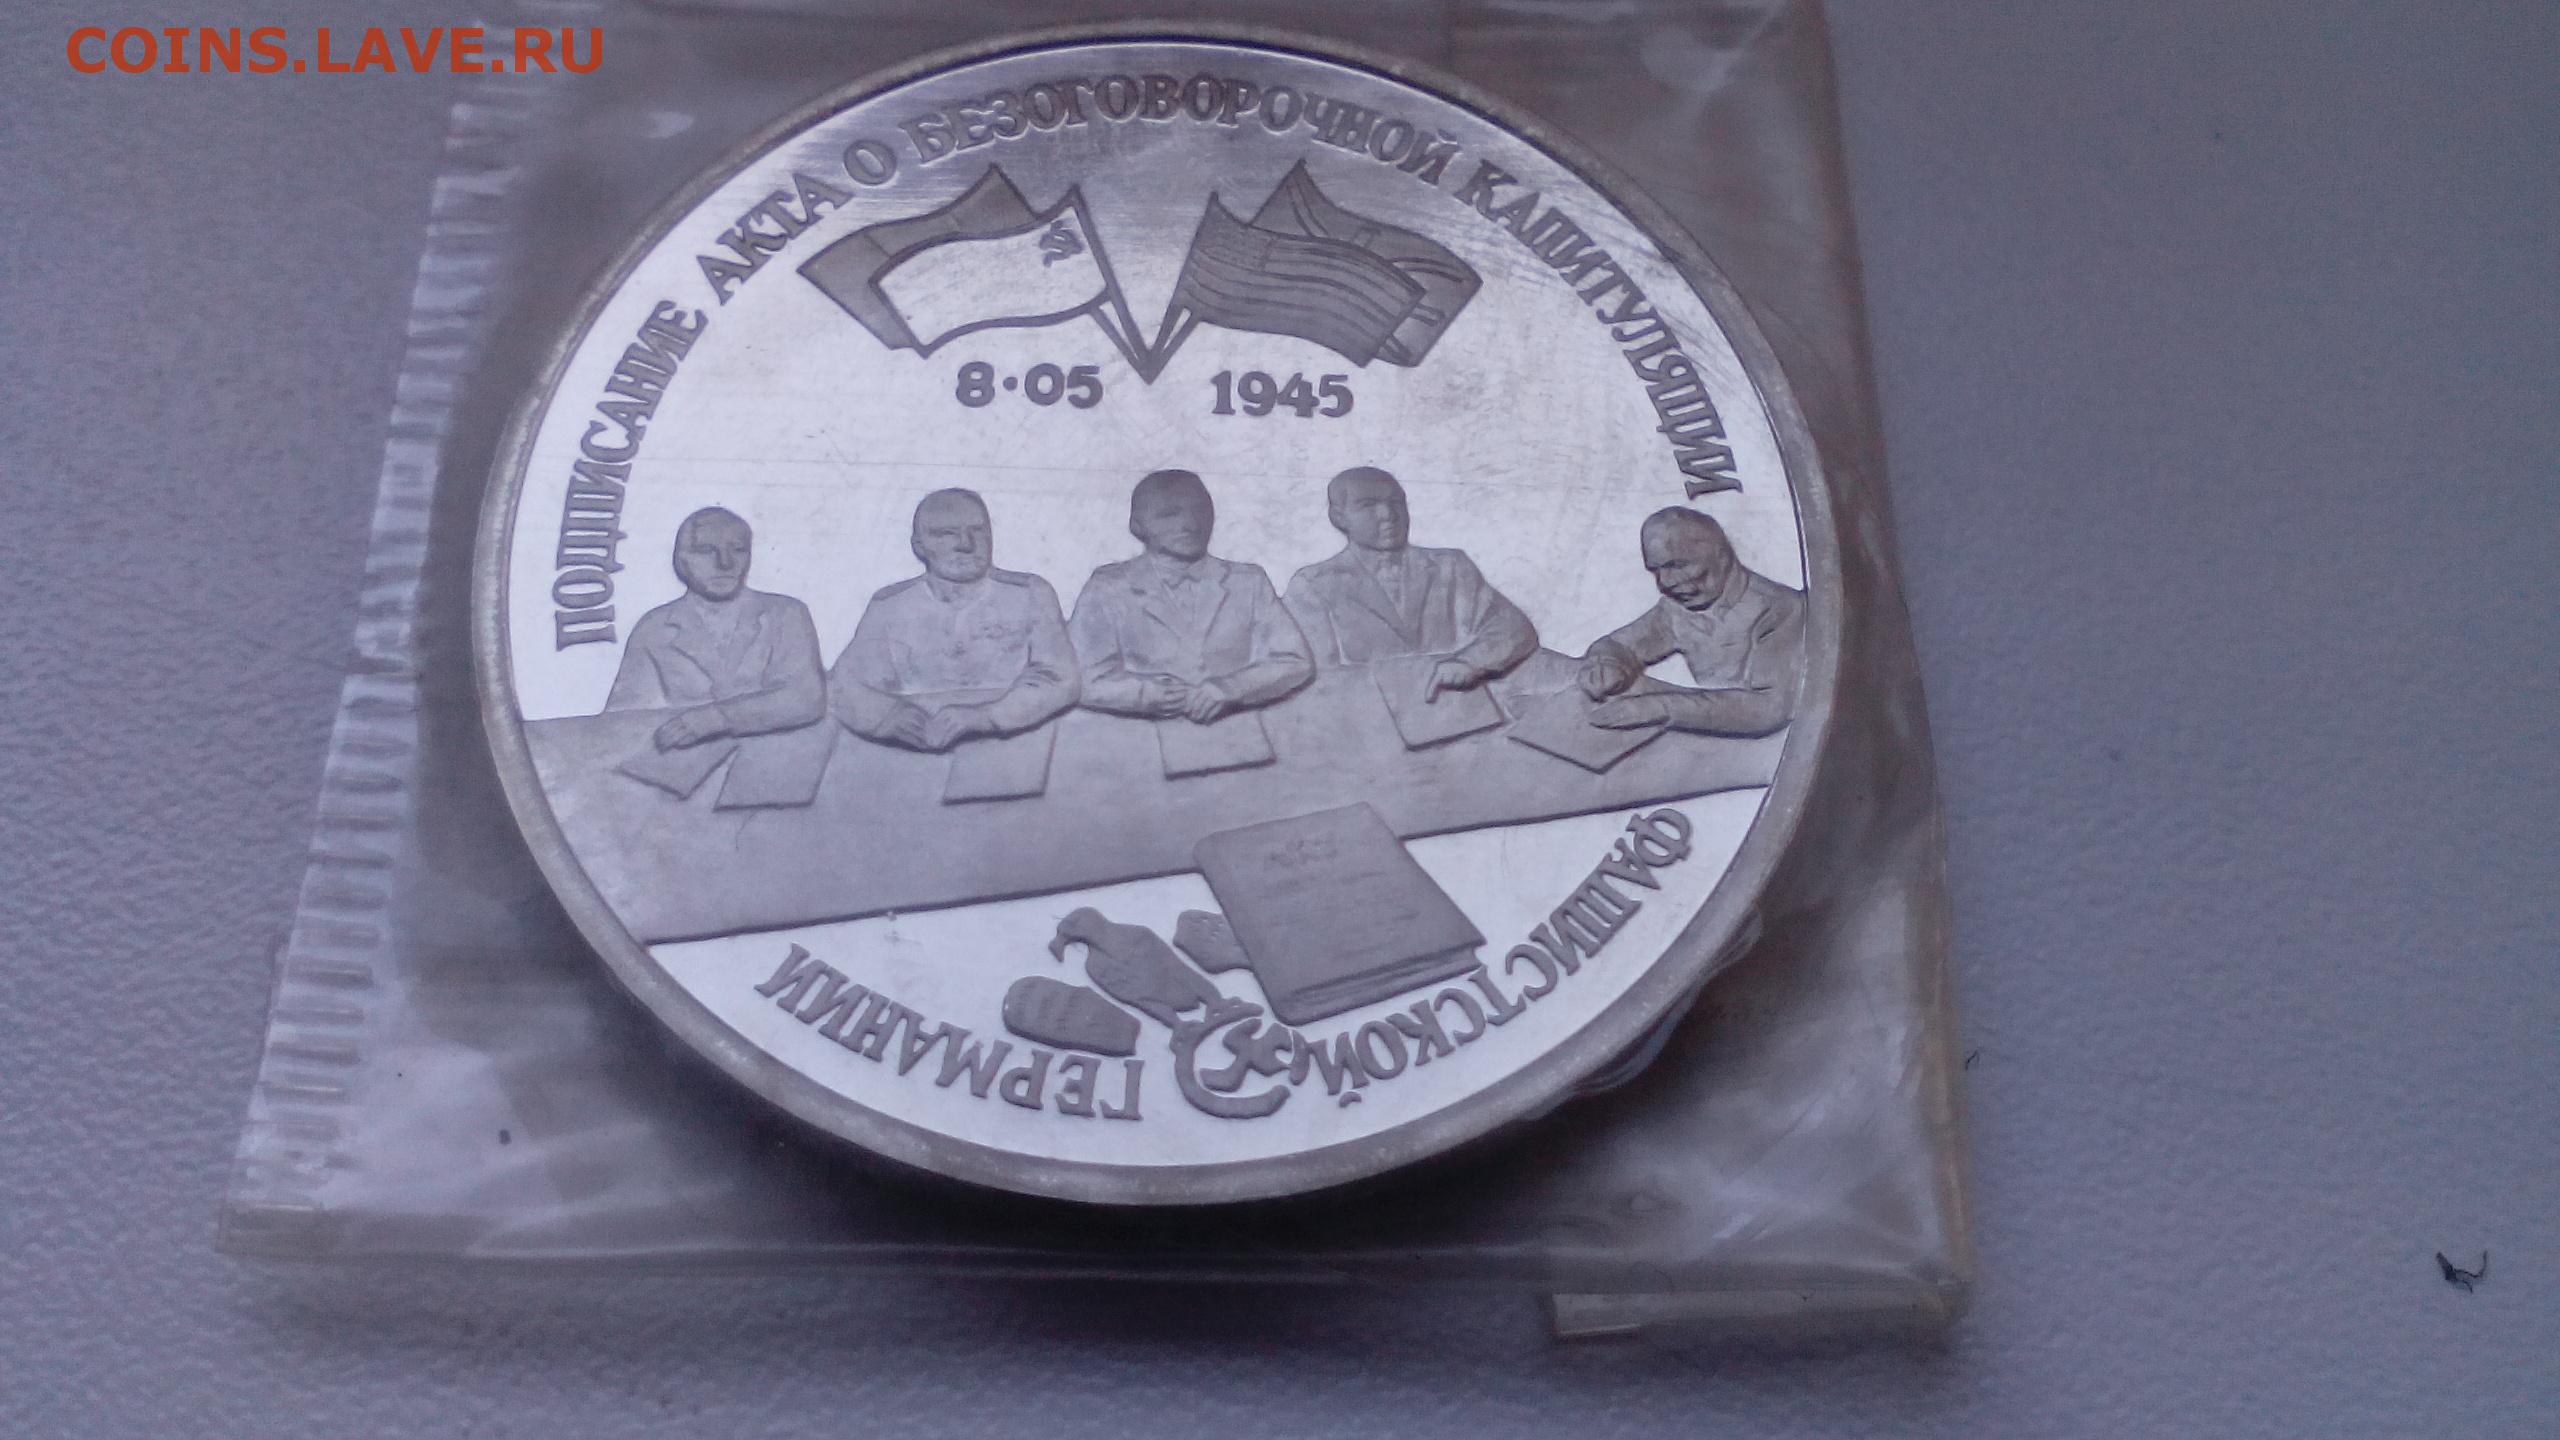 COINS.LAVE.RU
ПОДПИСАНИЕ АКТА О БЕЗОГОВОРОЧНОЙ КАПИТУЛЯЦИИ
8·05 1945
ФАШИСТСКОЙ ГЕРМАНИИ